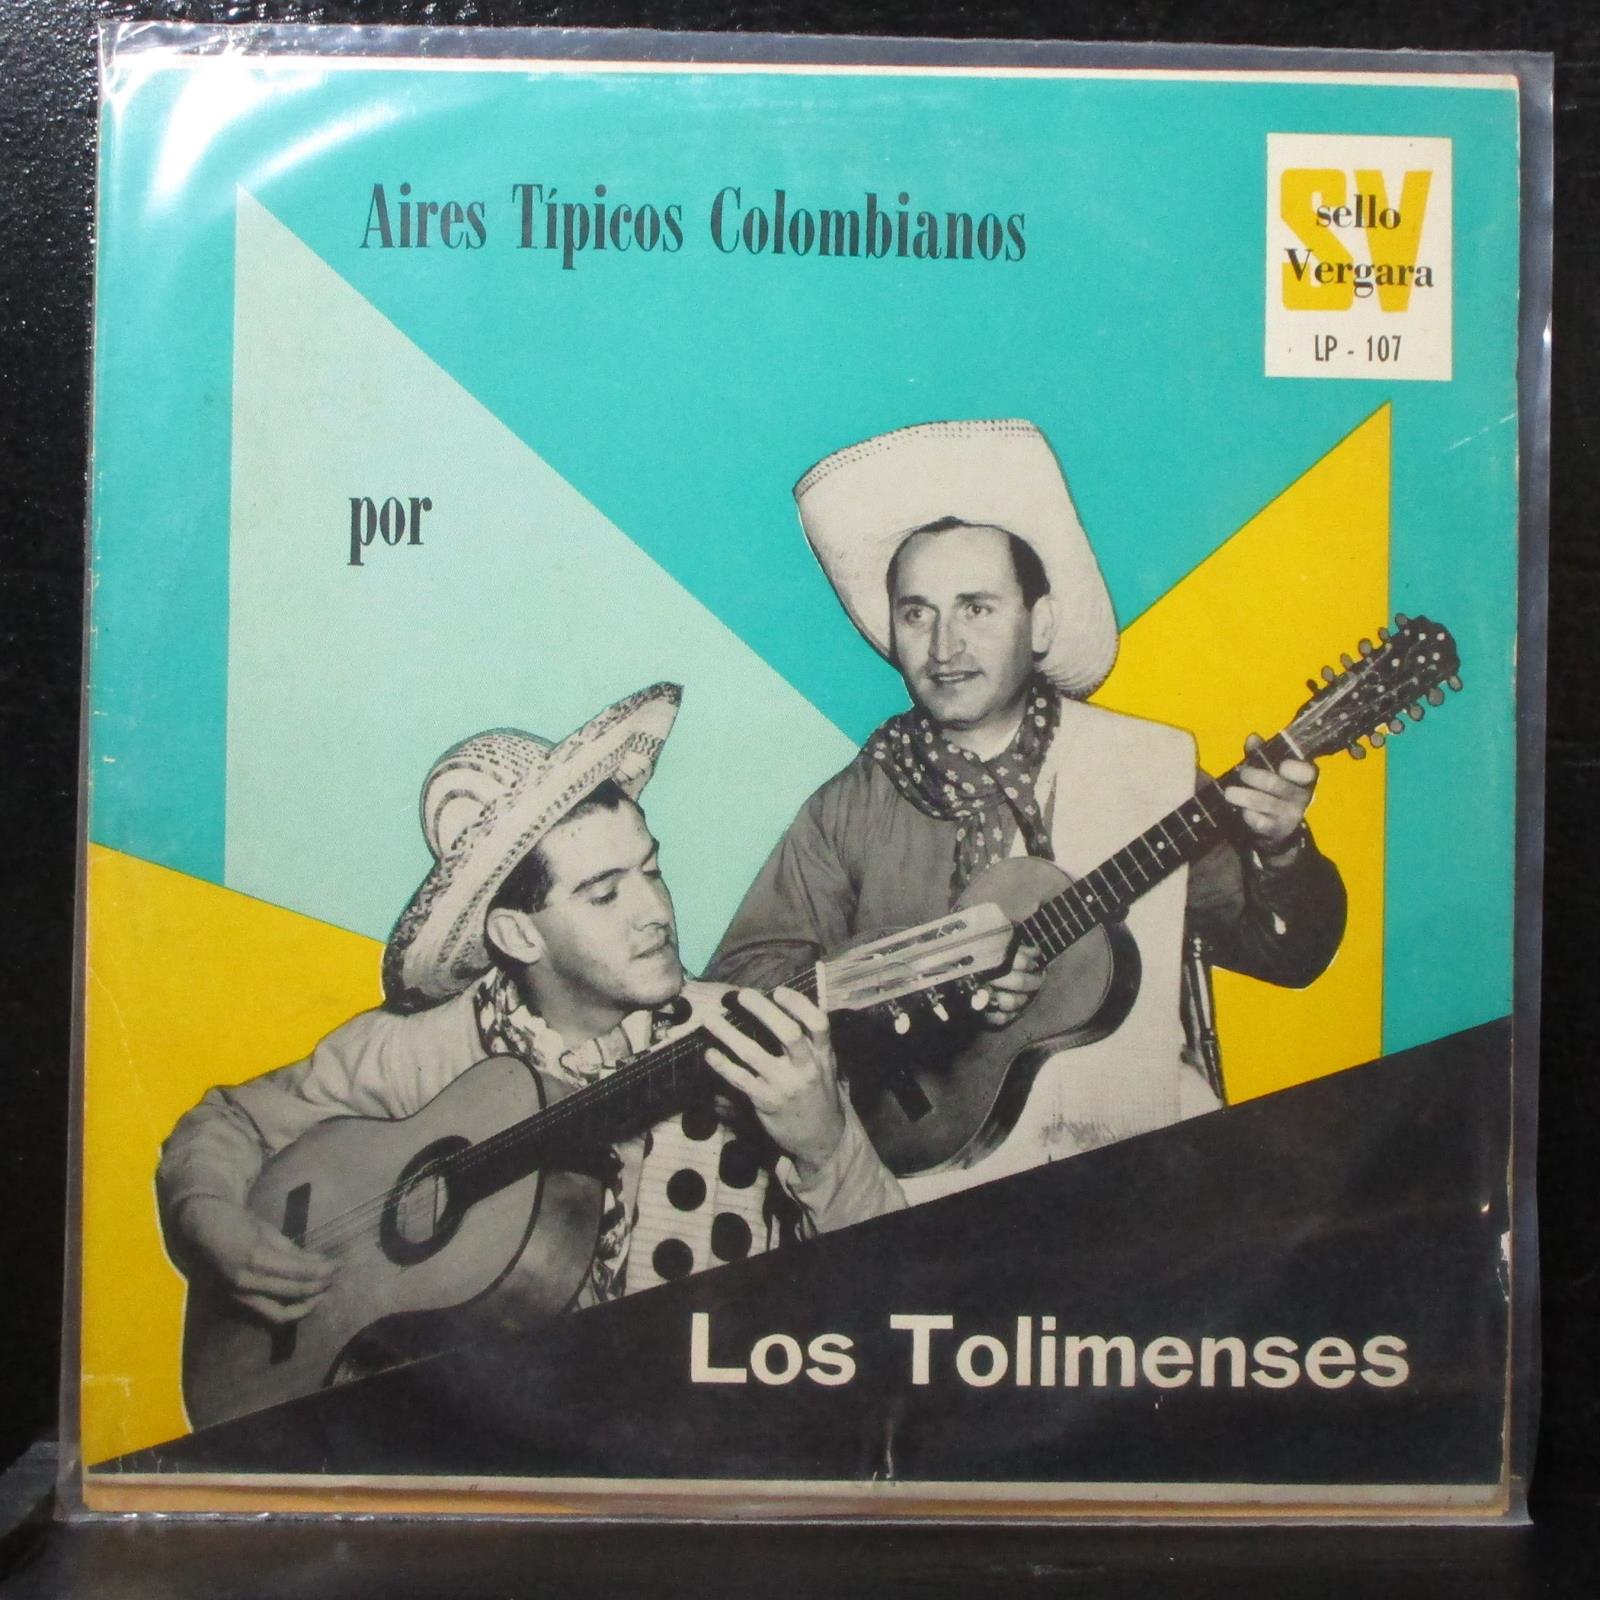 Aires Típicos Colombianos
SV
sello
Vergara
LP - 107
por
Los Tolimenses